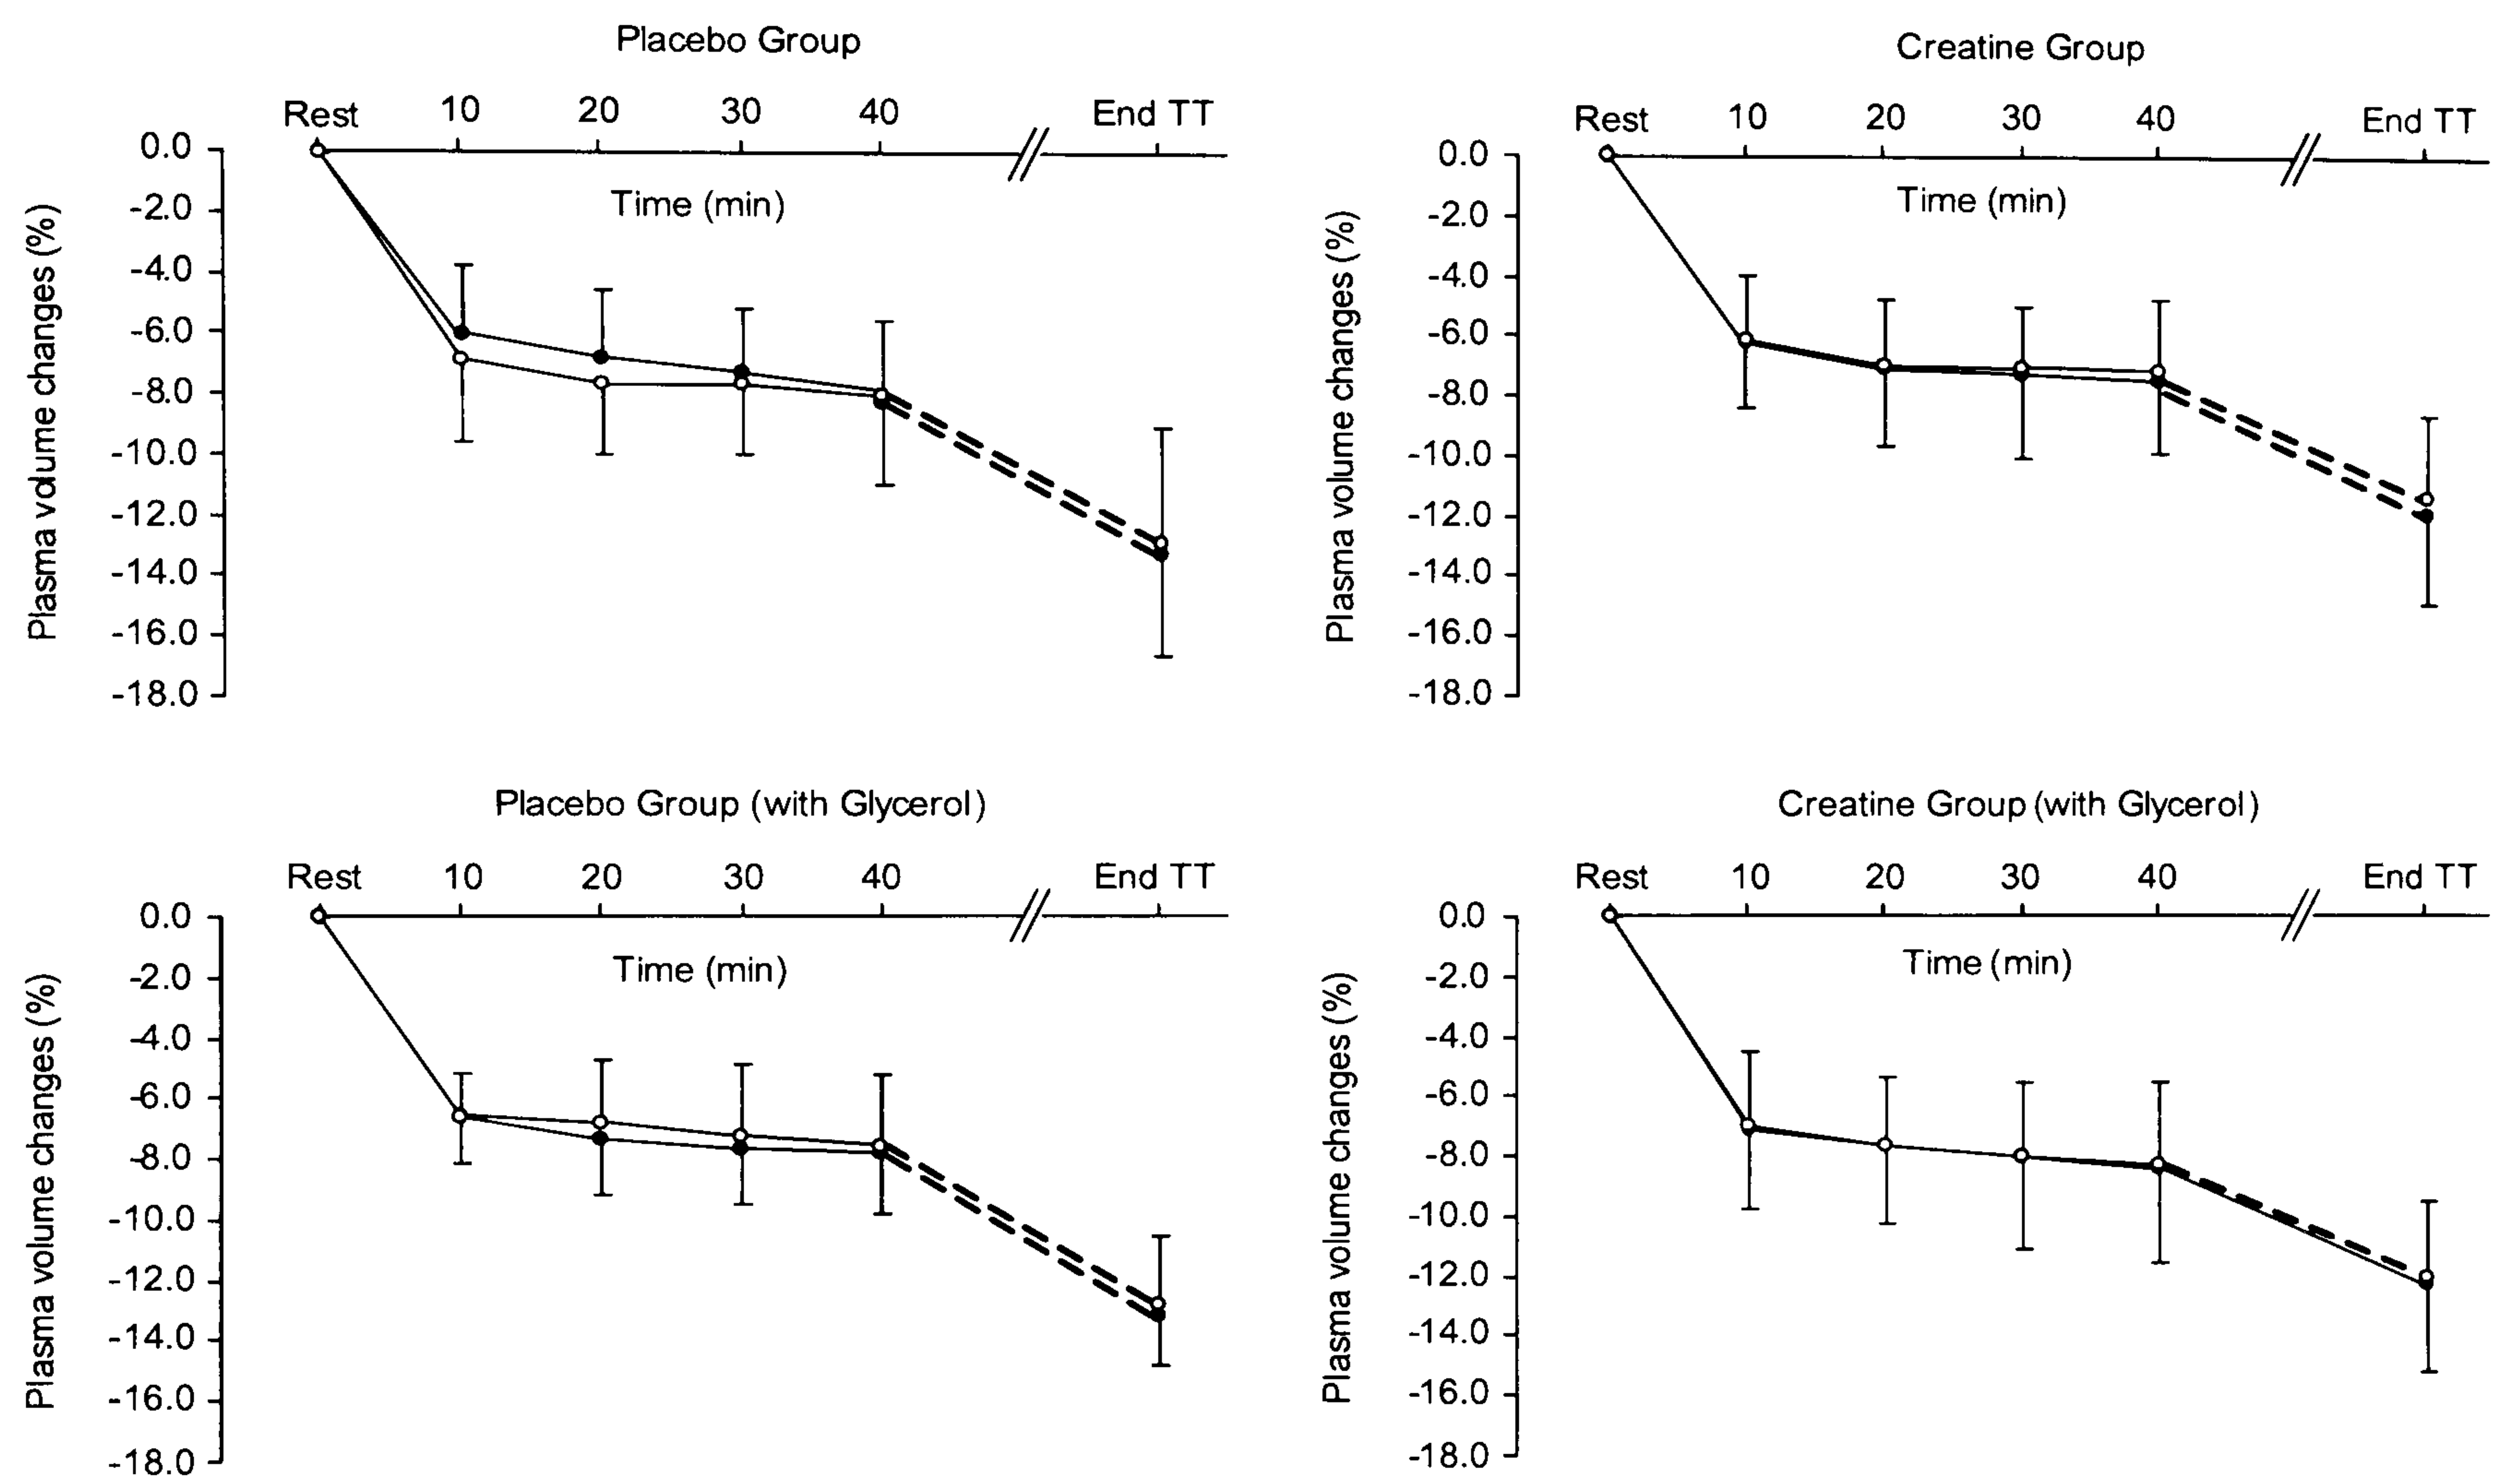 Placebo Group
Rest 10 20 30 40 End TT
Time (min)
Plasma volume changes (%)
0.0
-2.0
-4.0
-6.0
-8.0
-10.0
-12.0
-14.0
-16.0
-18.0
Creatine Group
Rest 10 20 30 40 End TT
Time (min)
Plasma volume changes (%)
0.0
-2.0
-4.0
-6.0
-8.0
-10.0
-12.0
-14.0
-16.0
-18.0
Placebo Group (with Glycerol)
Rest 10 20 30 40 End TT
Time (min)
Plasma volume changes (%)
0.0
-2.0
-4.0
-6.0
-8.0
-10.0
-12.0
-14.0
-16.0
-18.0
Creatine Group (with Glycerol)
Rest 10 20 30 40 End TT
Time (min)
Plasma volume changes (%)
0.0
-2.0
-4.0
-6.0
-8.0
-10.0
-12.0
-14.0
-16.0
-18.0